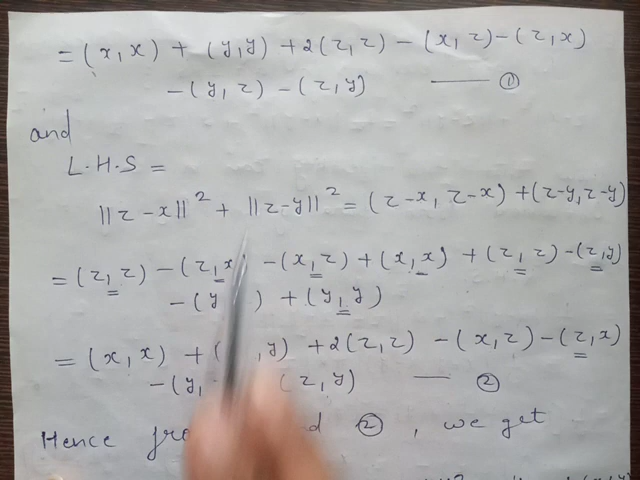 = (x,x) + (y,y) + 2(z,z) - (x,z) - (z,x)
- (y,z) - (z,y) —— ①
and
L.H.S =
||z-x||² + ||z-y||² = (z-x, z-x) + (z-y, z-y)
= (z,z) - (z,x - (x,z) + (x,x) + (z,z) - (z,y)
- (y ) + (y,y)
= (x,x) + ( ,y) + 2(z,z) - (x,z) - (z,x)
- (y, (z,y) —— ②
Hence ②, we get